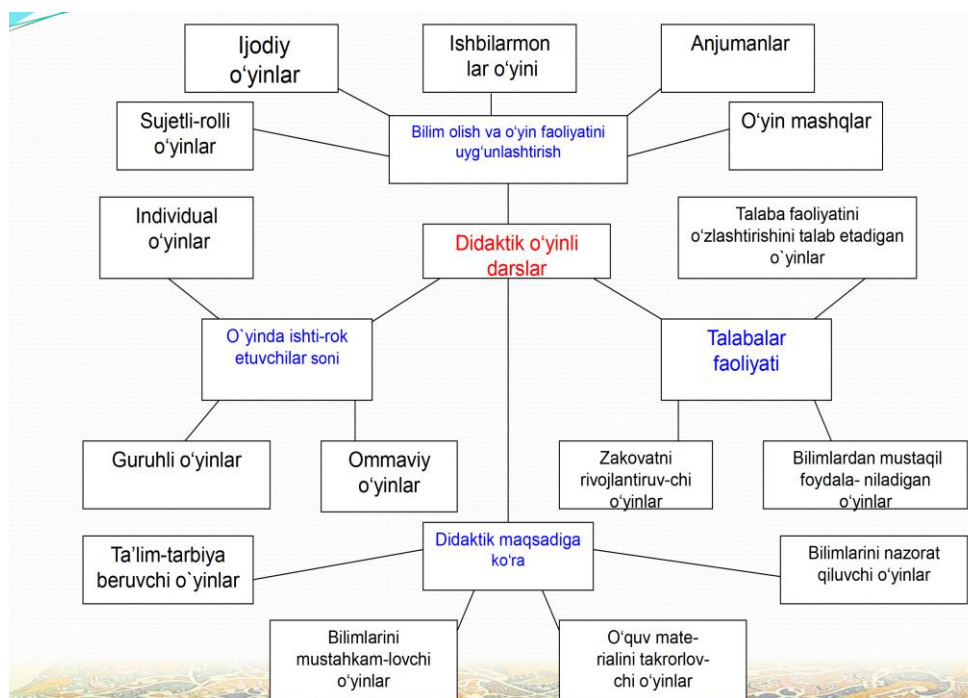 Ijodiy
o‘yinlar
Ishbilarmon
lar o‘yini
Anjumanlar
Sujetli-rolli
o‘yinlar
Bilim olish va o‘yin faoliyatini
uyg‘unlashtirish
O‘yin mashqlar
Individual
o‘yinlar
Didaktik o‘yinli
darslar
Talaba faoliyatini
o‘zlashtirishini talab etadigan
o`yinlar
O`yinda ishti-rok
etuvchilar soni
Talabalar
faoliyati
Guruhli o‘yinlar
Ommaviy
o‘yinlar
Zakovatni
rivojlantiruv-chi
o‘yinlar
Bilimlardan mustaqil
foydala- niladigan
o‘yinlar
Didaktik maqsadiga
ko‘ra
Ta’lim-tarbiya
beruvchi o`yinlar
Bilimlarini nazorat
qiluvchi o‘yinlar
Bilimlarini
mustahkam-lovchi
o‘yinlar
O‘quv mate-
rialini takrorlov-
chi o‘yinlar